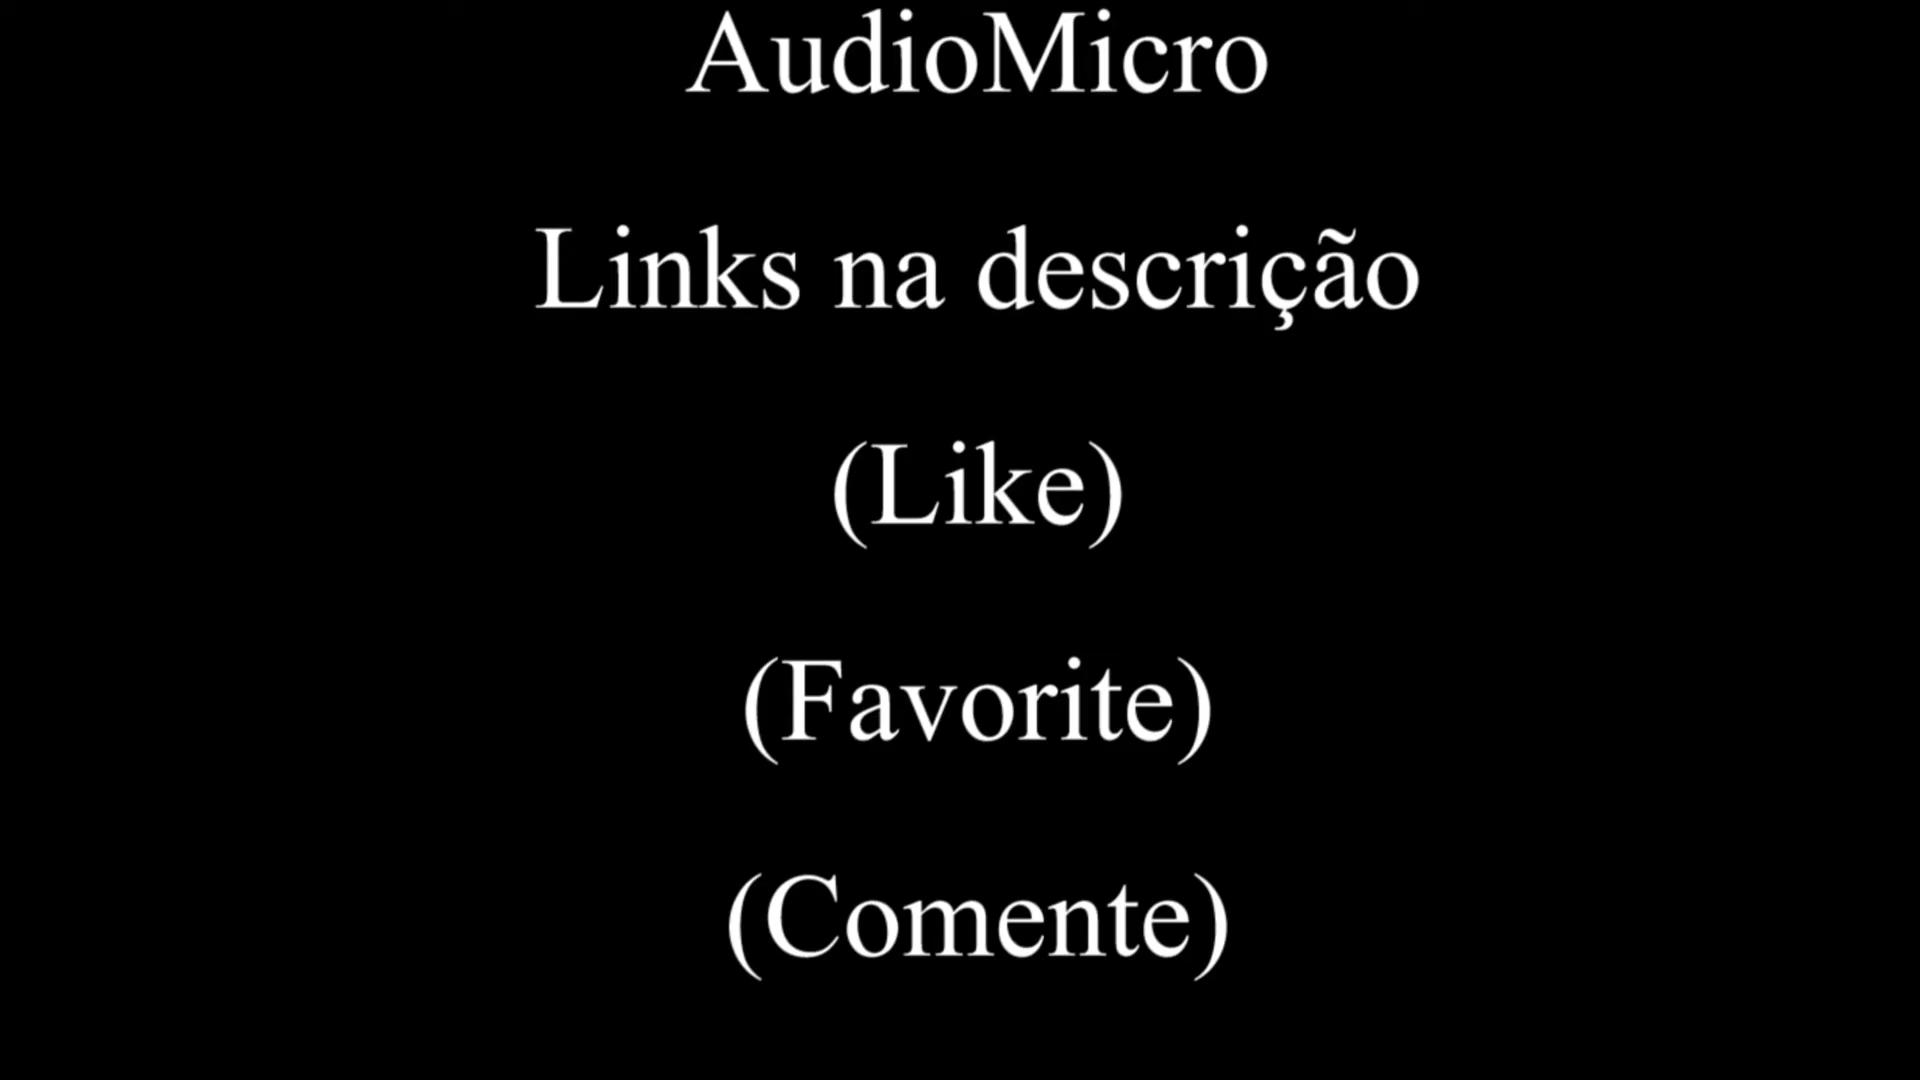 AudioMicro
Links na descrição
(Like)
(Favorite)
(Comente)